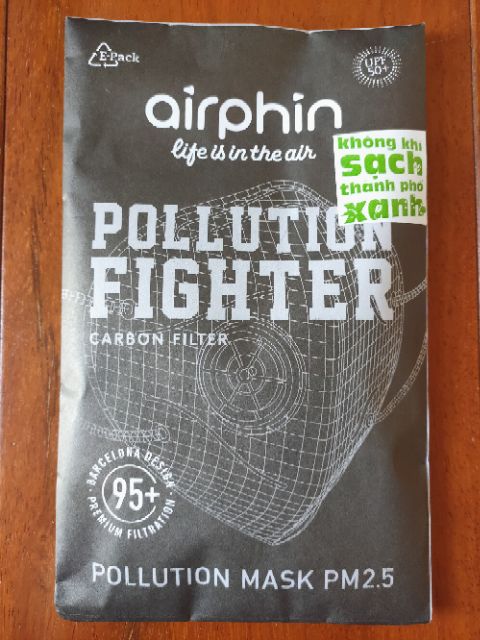 E-Pack
UPF
50+
airphin
life is in the air
không khí
sạch
thành phố
xanh
POLLUTION
FIGHTER
CARBON FILTER
BARCELONA DESIGN
95+
PREMIUM FILTRATION
POLLUTION MASK PM2.5